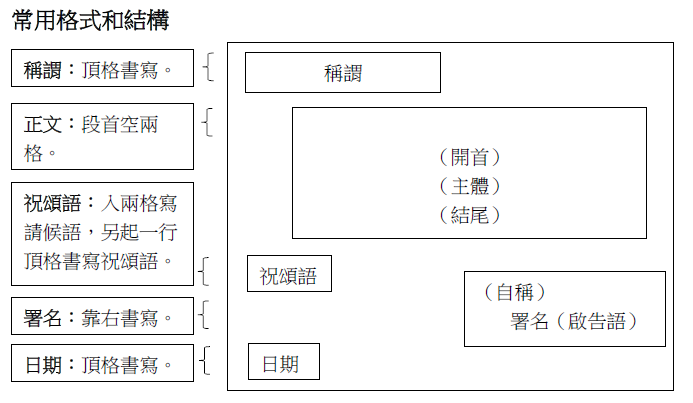 常用格式和結構
稱謂：頂格書寫。
正文：段首空兩
格。
祝頌語：入兩格寫
請候語，另起一行
頂格書寫祝頌語。
署名：靠右書寫。
日期：頂格書寫。
稱謂
（開首）
（主體）
（結尾）
祝頌語
（自稱）
署名（啟告語）
日期